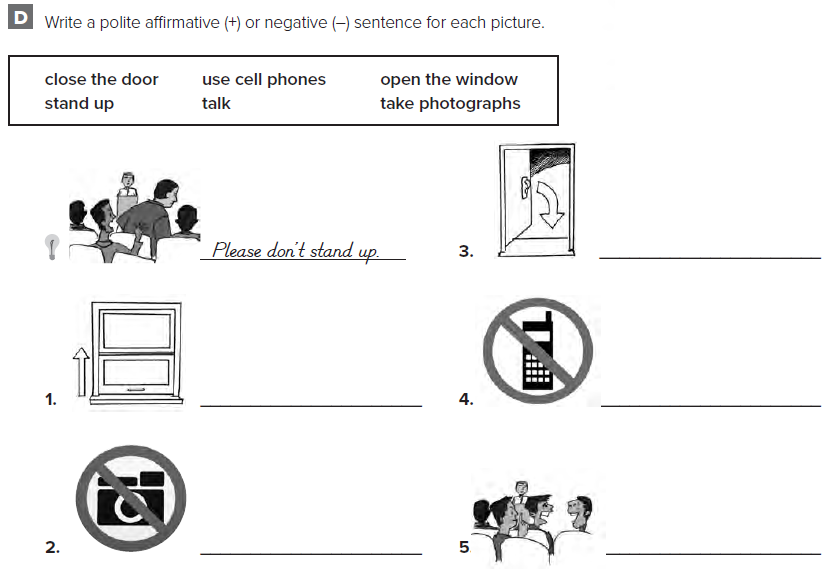 D Write a polite affirmative (+) or negative (–) sentence for each picture.
close the door use cell phones open the window
stand up talk take photographs
Please don't stand up.
3.
1.
4.
2.
5